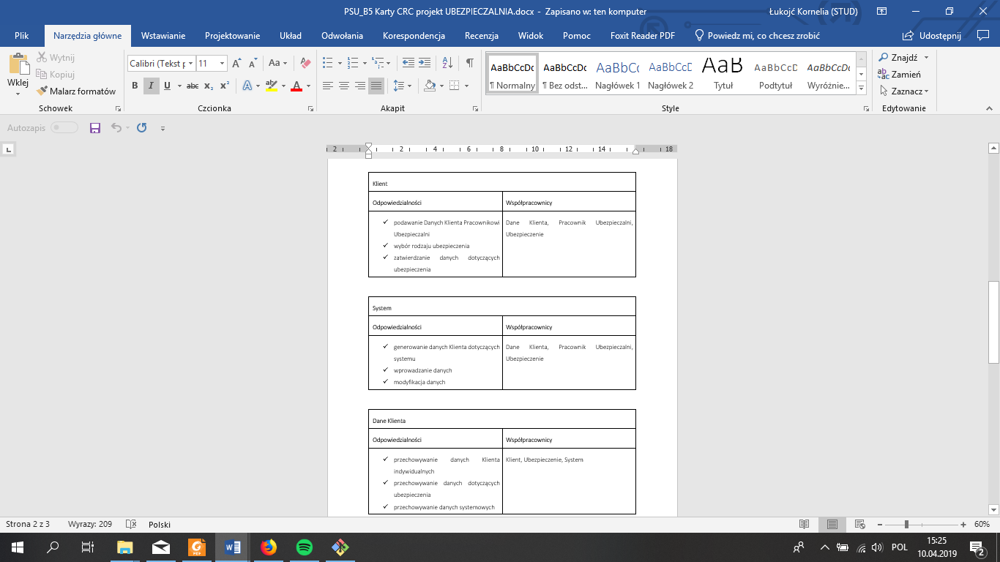 PSU_B5 Karty CRC projekt UBEZPIECZALNIA.docx - Zapisano w: ten komputer
Łukojć Kornelia (STUD)
Plik Narzędzia główne Wstawianie Projektowanie Układ Odwołania Korespondencja Recenzja Widok Pomoc Foxit Reader PDF Powiedz mi, co chcesz zrobić Udostępnij
Wklej
Wytnij
Kopiuj
Malarz formatów
Schowek
Calibri (Tekst p 11
B I U abc x₂ x² A ab A
Aa
Czcionka
Akapit
AaBbCcDc AaBbCcDc AaBbCc AaBbCcD AaB AaBbCcD AaBbCcDc
¶ Normalny ¶ Bez odst... Nagłówek 1 Nagłówek 2 Tytuł Podtytuł Wyróżnie...
Style
Znajdź
Zamień
Zaznacz
Edytowanie
Autozapis
2 2 4 6 8 10 12 14 18
Klient
Odpowiedzialności Współpracownicy
✓ podawanie Danych Klienta Pracownikowi
Ubezpieczalni
✓ wybór rodzaju ubezpieczenia
✓ zatwierdzanie danych dotyczących
ubezpieczenia
Dane Klienta, Pracownik Ubezpieczalni,
Ubezpieczenie
System
Odpowiedzialności Współpracownicy
✓ generowanie danych Klienta dotyczących
systemu
✓ wprowadzanie danych
✓ modyfikacja danych
Dane Klienta, Pracownik Ubezpieczalni,
Ubezpieczenie
Dane Klienta
Odpowiedzialności Współpracownicy
✓ przechowywanie danych Klienta
indywidualnych
✓ przechowywanie danych dotyczących
ubezpieczenia
✓ przechowywanie danych systemowych
Klient, Ubezpieczenie, System
Strona 2 z 3 Wyrazy: 209 Polski 60%
POL
15:25
10.04.2019
2